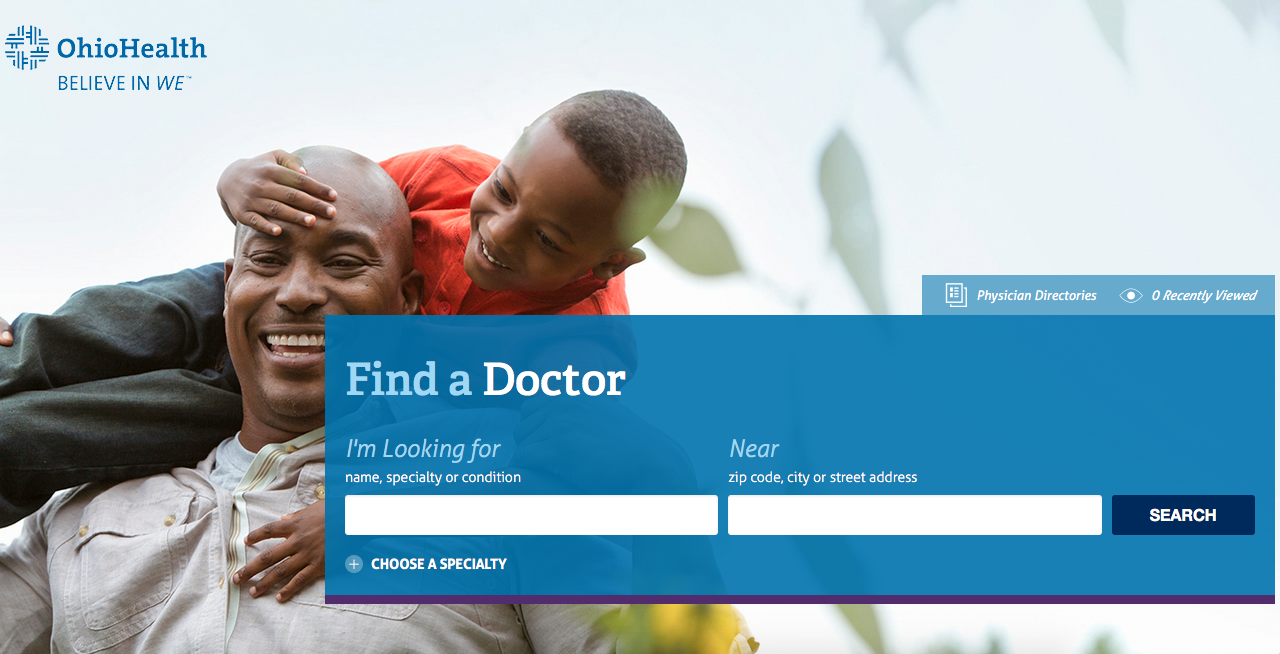 OhioHealth
BELIEVE IN WE™
Physician Directories
0 Recently Viewed
Find a Doctor
I'm Looking for
Near
name, specialty or condition
zip code, city or street address
SEARCH
CHOOSE A SPECIALTY